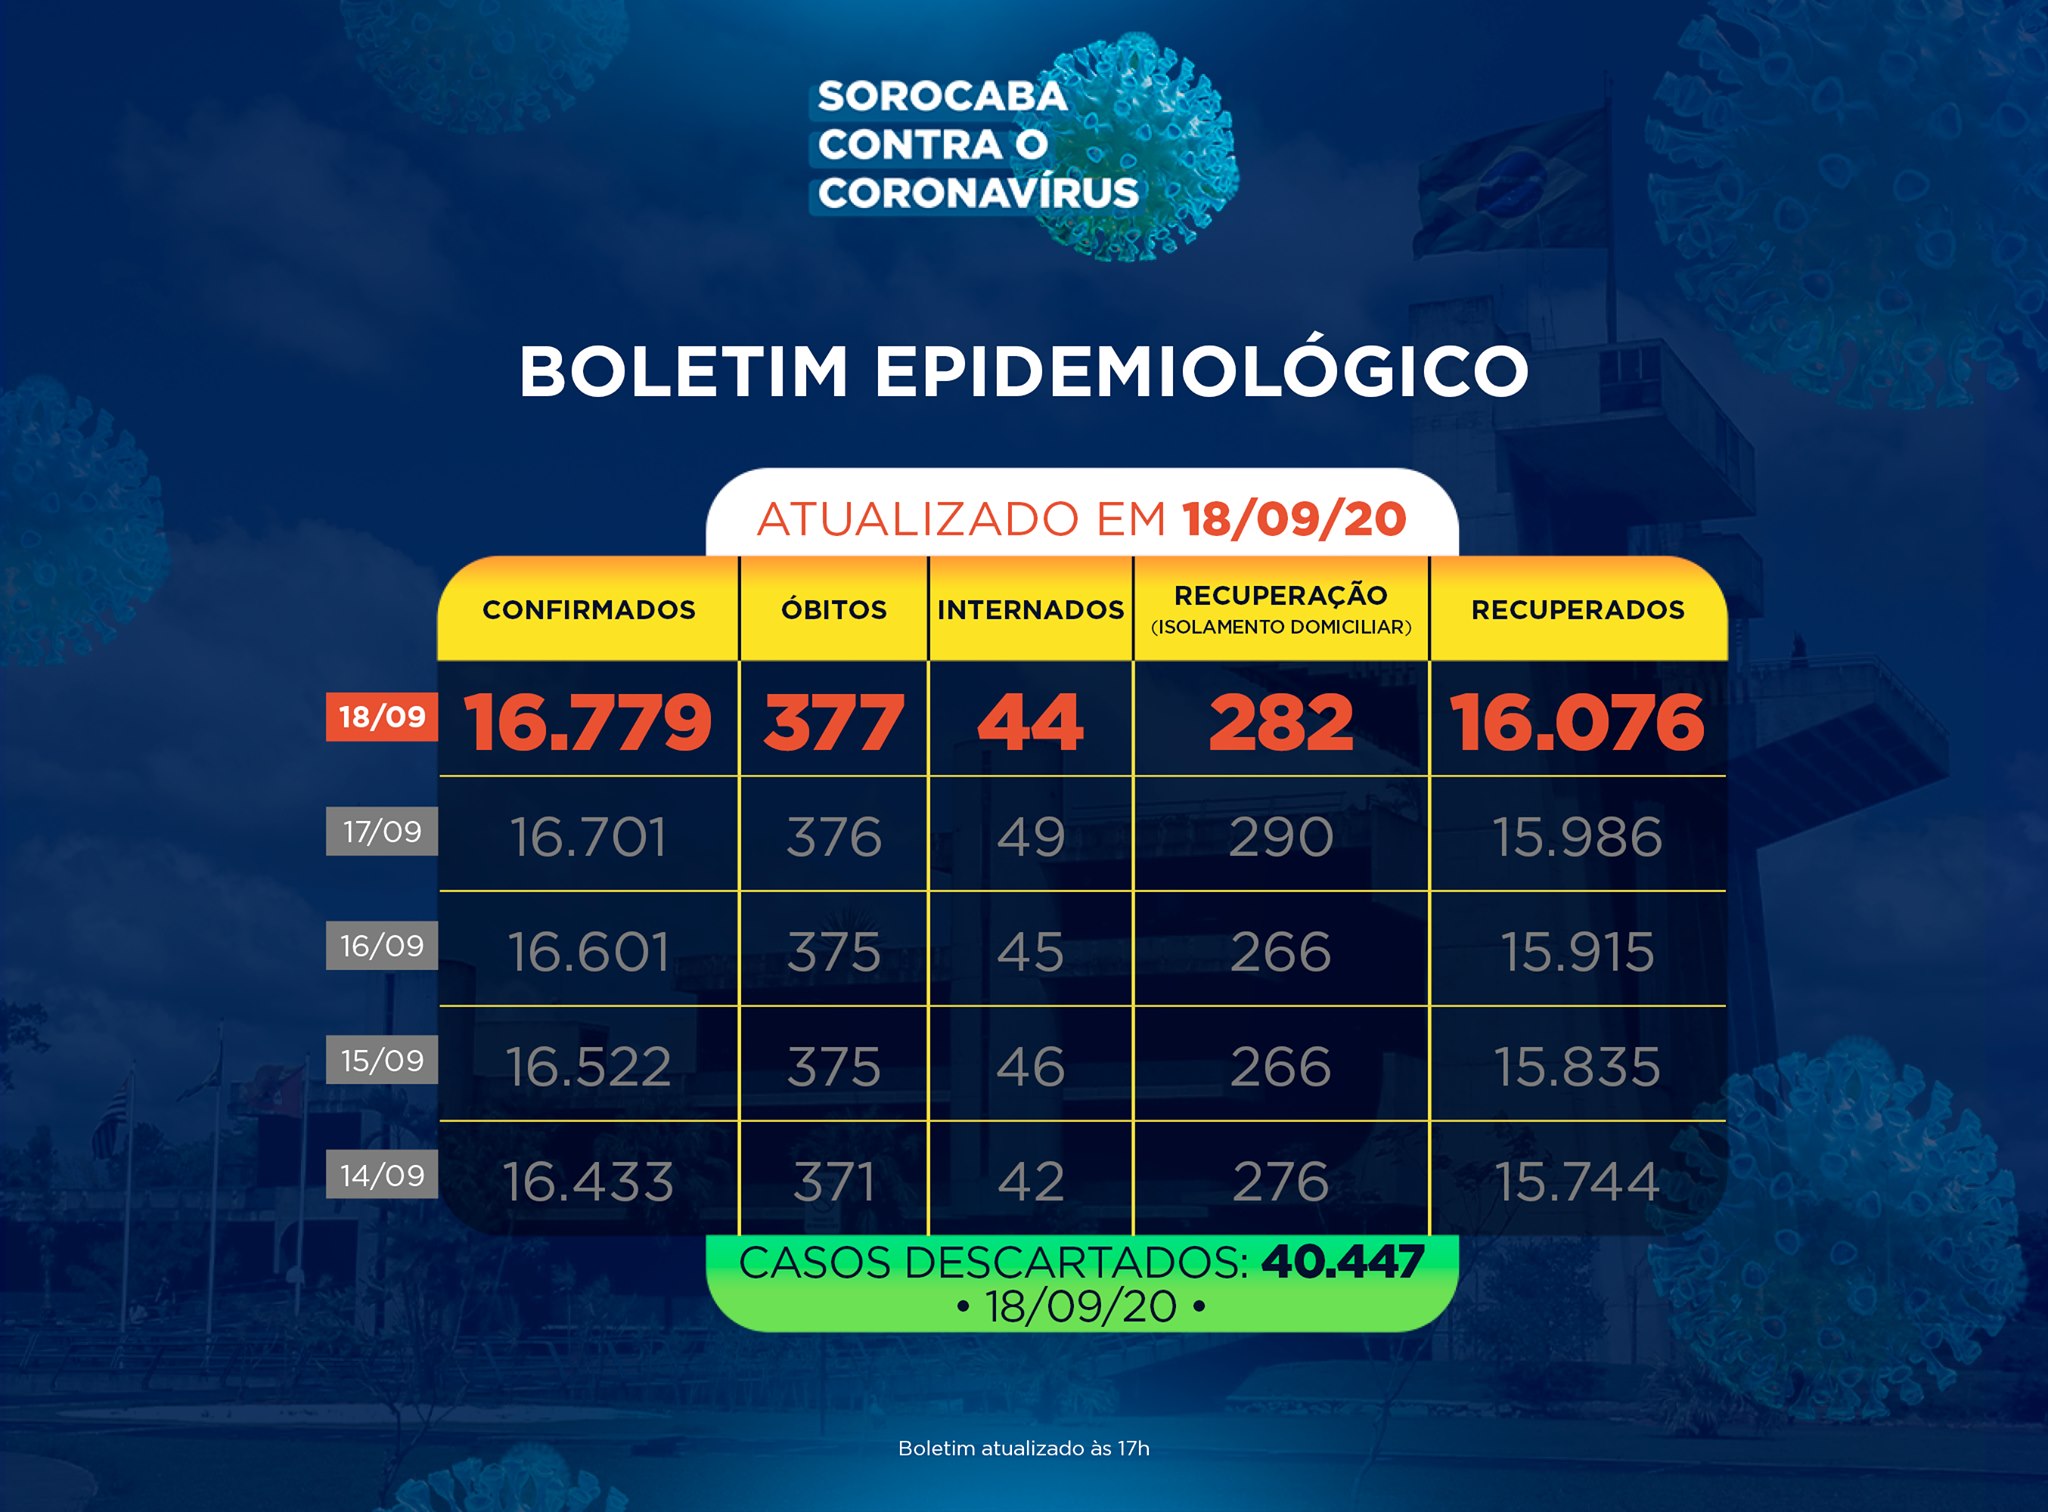 SOROCABA
CONTRA O
CORONAVÍRUS
BOLETIM EPIDEMIOLÓGICO
ATUALIZADO EM 18/09/20
CONFIRMADOS ÓBITOS INTERNADOS RECUPERAÇÃO (ISOLAMENTO DOMICILIAR) RECUPERADOS
18/09 16.779 377 44 282 16.076
17/09 16.701 376 49 290 15.986
16/09 16.601 375 45 266 15.915
15/09 16.522 375 46 266 15.835
14/09 16.433 371 42 276 15.744
CASOS DESCARTADOS: 40.447
• 18/09/20 •
Boletim atualizado às 17h